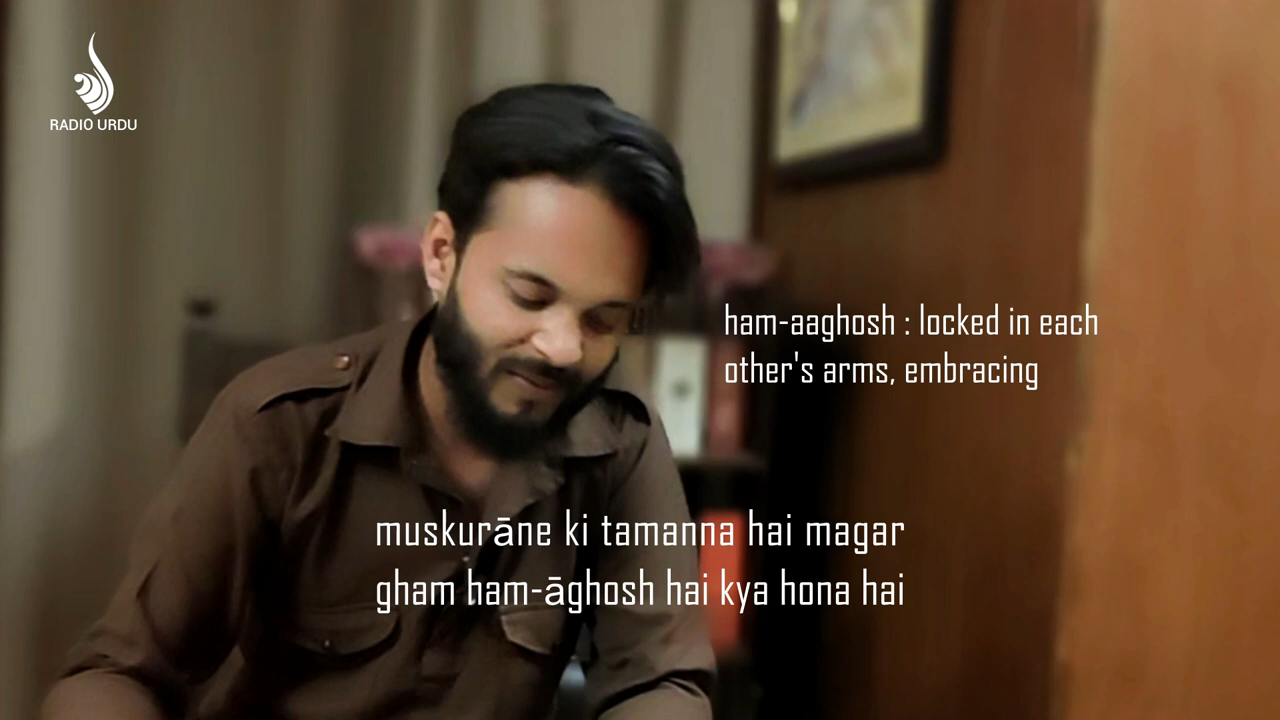 RADIO URDU
ham-aaghosh : locked in each
other's arms, embracing
muskurāne ki tamanna hai magar
gham ham-āghosh hai kya hona hai